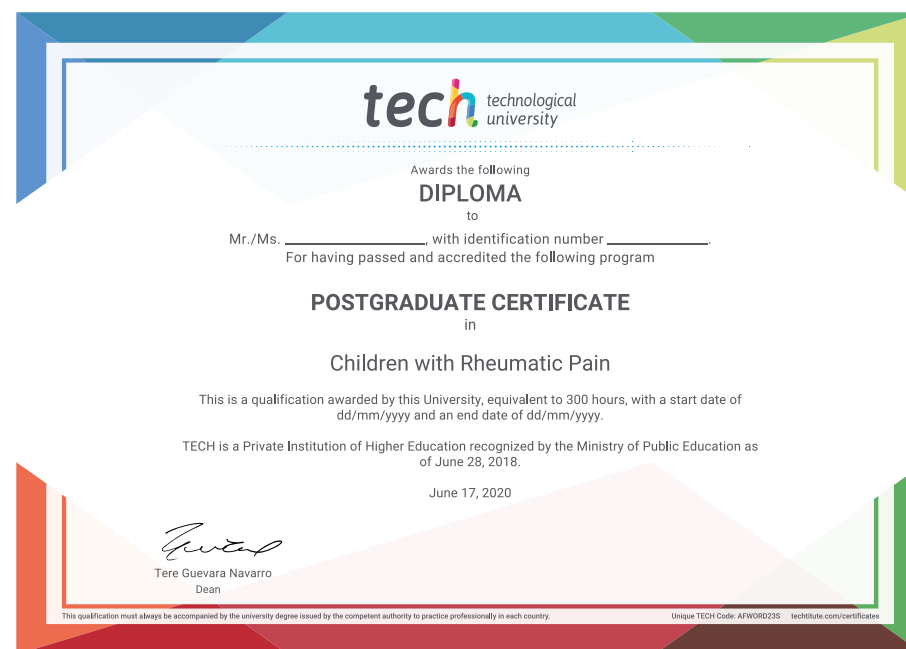 tech technological
university
Awards the following
DIPLOMA
to
Mr./Ms. ____________, with identification number ____________.
For having passed and accredited the following program
POSTGRADUATE CERTIFICATE
in
Children with Rheumatic Pain
This is a qualification awarded by this University, equivalent to 300 hours, with a start date of
dd/mm/yyyy and an end date of dd/mm/yyyy.
TECH is a Private Institution of Higher Education recognized by the Ministry of Public Education as
of June 28, 2018.
June 17, 2020
Tere Guevara Navarro
Dean
This qualification must always be accompanied by the university degree issued by the competent authority to practice professionally in each country.
Unique TECH Code: AFWORD23S techtitute.com/certificates